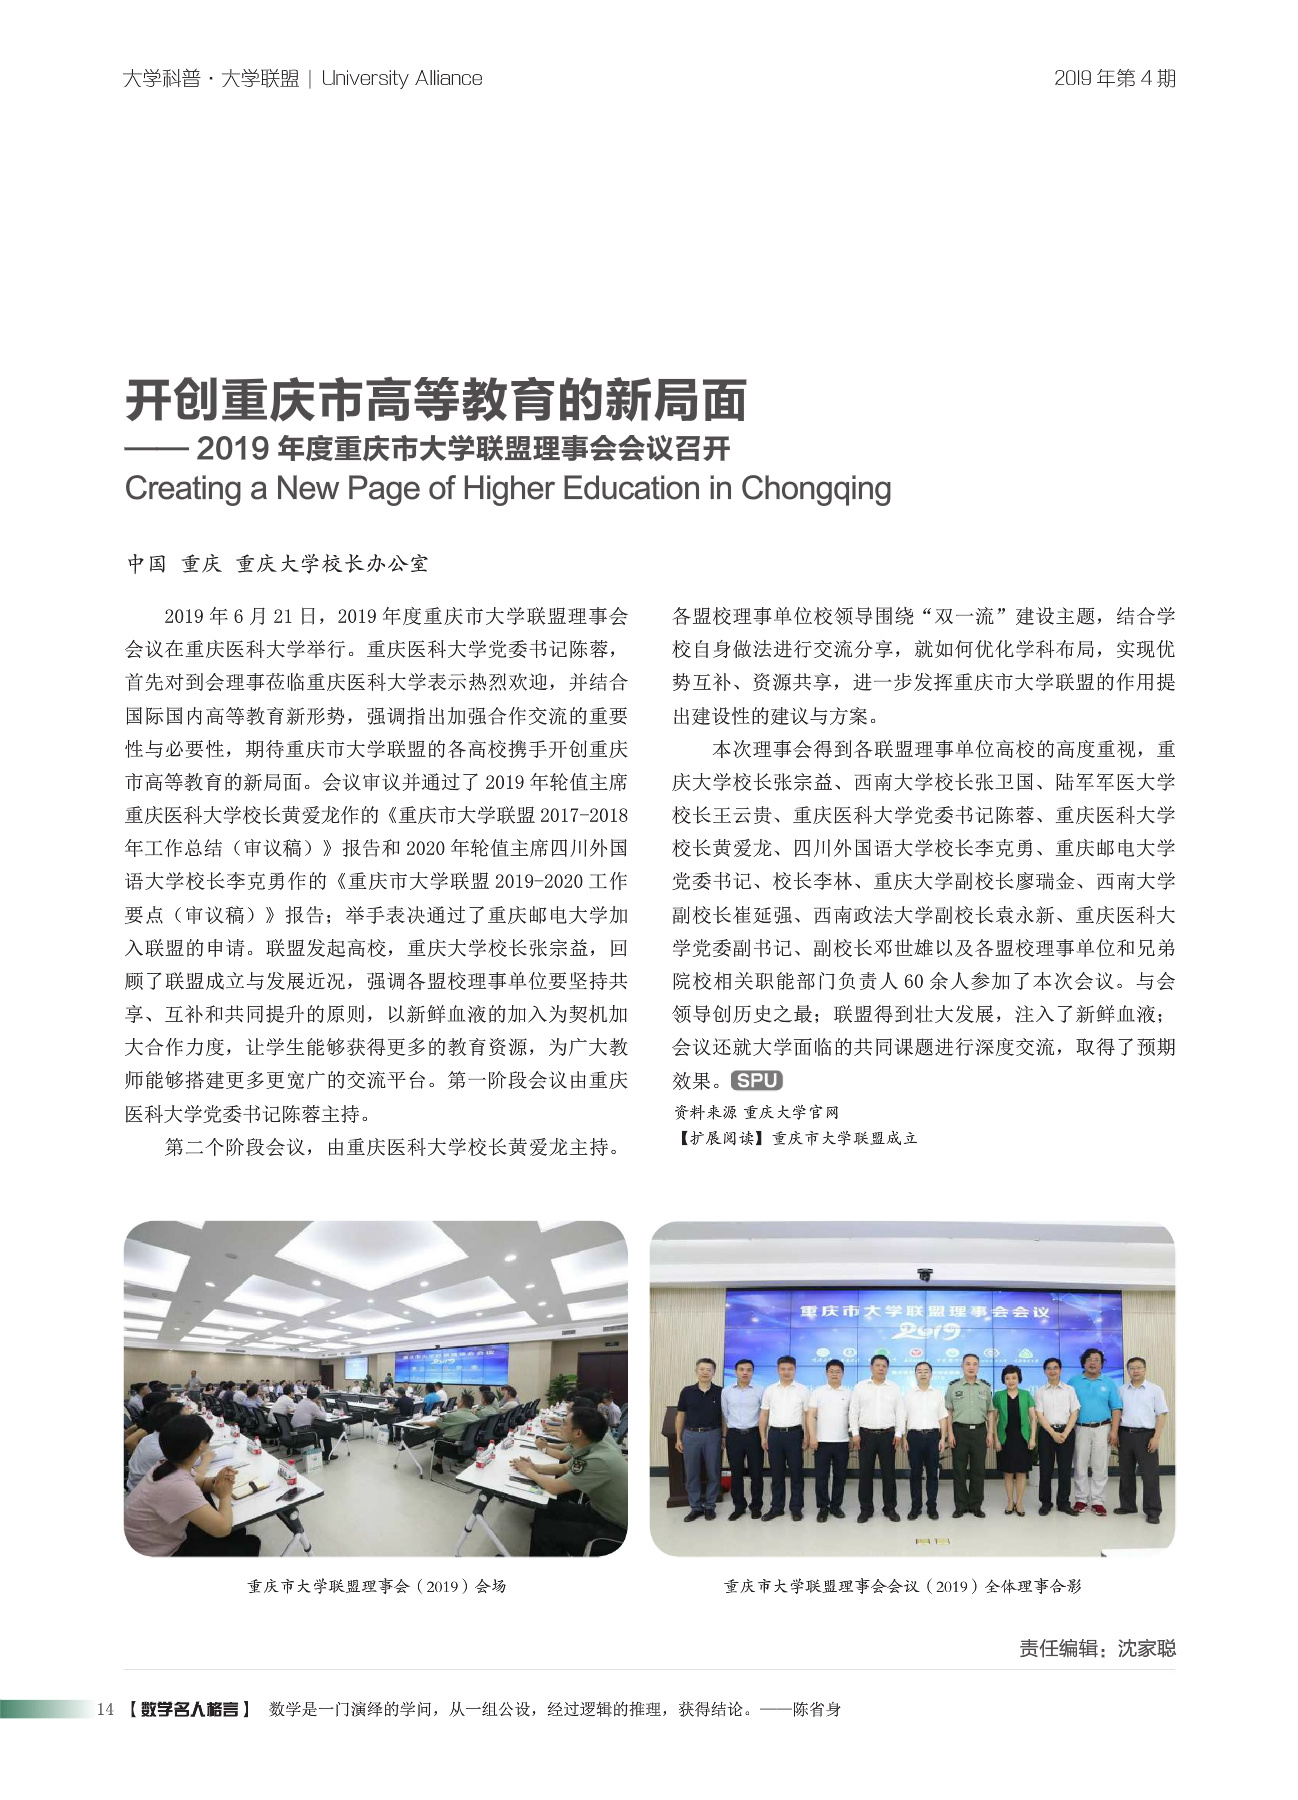 大学科普·大学联盟 | University Alliance
2019 年第 4 期
开创重庆市高等教育的新局面
—— 2019 年度重庆市大学联盟理事会会议召开
Creating a New Page of Higher Education in Chongqing
中国 重庆 重庆大学校长办公室
2019 年 6 月 21 日，2019 年度重庆市大学联盟理事会
会议在重庆医科大学举行。重庆医科大学党委书记陈蓉，
首先对到会理事莅临重庆医科大学表示热烈欢迎，并结合
国际国内高等教育新形势，强调指出加强合作交流的重要
性与必要性，期待重庆市大学联盟的各高校携手开创重庆
市高等教育的新局面。会议审议并通过了 2019 年轮值主席
重庆医科大学校长黄爱龙作的《重庆市大学联盟 2017-2018
年工作总结（审议稿）》报告和 2020 年轮值主席四川外国
语大学校长李克勇作的《重庆市大学联盟 2019-2020 工作
要点（审议稿）》报告；举手表决通过了重庆邮电大学加
入联盟的申请。联盟发起高校，重庆大学校长张宗益，回
顾了联盟成立与发展近况，强调各盟校理事单位要坚持共
享、互补和共同提升的原则，以新鲜血液的加入为契机加
大合作力度，让学生能够获得更多的教育资源，为广大教
师能够搭建更多更宽广的交流平台。第一阶段会议由重庆
医科大学党委书记陈蓉主持。
第二个阶段会议，由重庆医科大学校长黄爱龙主持。
各盟校理事单位校领导围绕“双一流”建设主题，结合学
校自身做法进行交流分享，就如何优化学科布局，实现优
势互补、资源共享，进一步发挥重庆市大学联盟的作用提
出建设性的建议与方案。
本次理事会得到各联盟理事单位高校的高度重视，重
庆大学校长张宗益、西南大学校长张卫国、陆军军医大学
校长王云贵、重庆医科大学党委书记陈蓉、重庆医科大学
校长黄爱龙、四川外国语大学校长李克勇、重庆邮电大学
党委书记、校长李林、重庆大学副校长廖瑞金、西南大学
副校长崔延强、西南政法大学副校长袁永新、重庆医科大
学党委副书记、副校长邓世雄以及各盟校理事单位和兄弟
院校相关职能部门负责人 60 余人参加了本次会议。与会
领导创历史之最；联盟得到壮大发展，注入了新鲜血液；
会议还就大学面临的共同课题进行深度交流，取得了预期
效果。SPU
资料来源 重庆大学官网
【扩展阅读】重庆市大学联盟成立
重庆市大学联盟理事会会议
2019
重庆市大学联盟理事会会议
2019
重庆市大学联盟理事会（2019）会场
重庆市大学联盟理事会会议（2019）全体理事合影
责任编辑：沈家聪
14 【数学名人格言】 数学是一门演绎的学问，从一组公设，经过逻辑的推理，获得结论。——陈省身